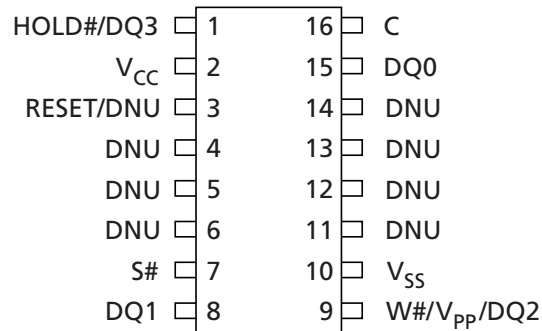 HOLD#/DQ3 1 16 C
VCC 2 15 DQ0
RESET/DNU 3 14 DNU
DNU 4 13 DNU
DNU 5 12 DNU
DNU 6 11 DNU
S# 7 10 VSS
DQ1 8 9 W#/VPP/DQ2